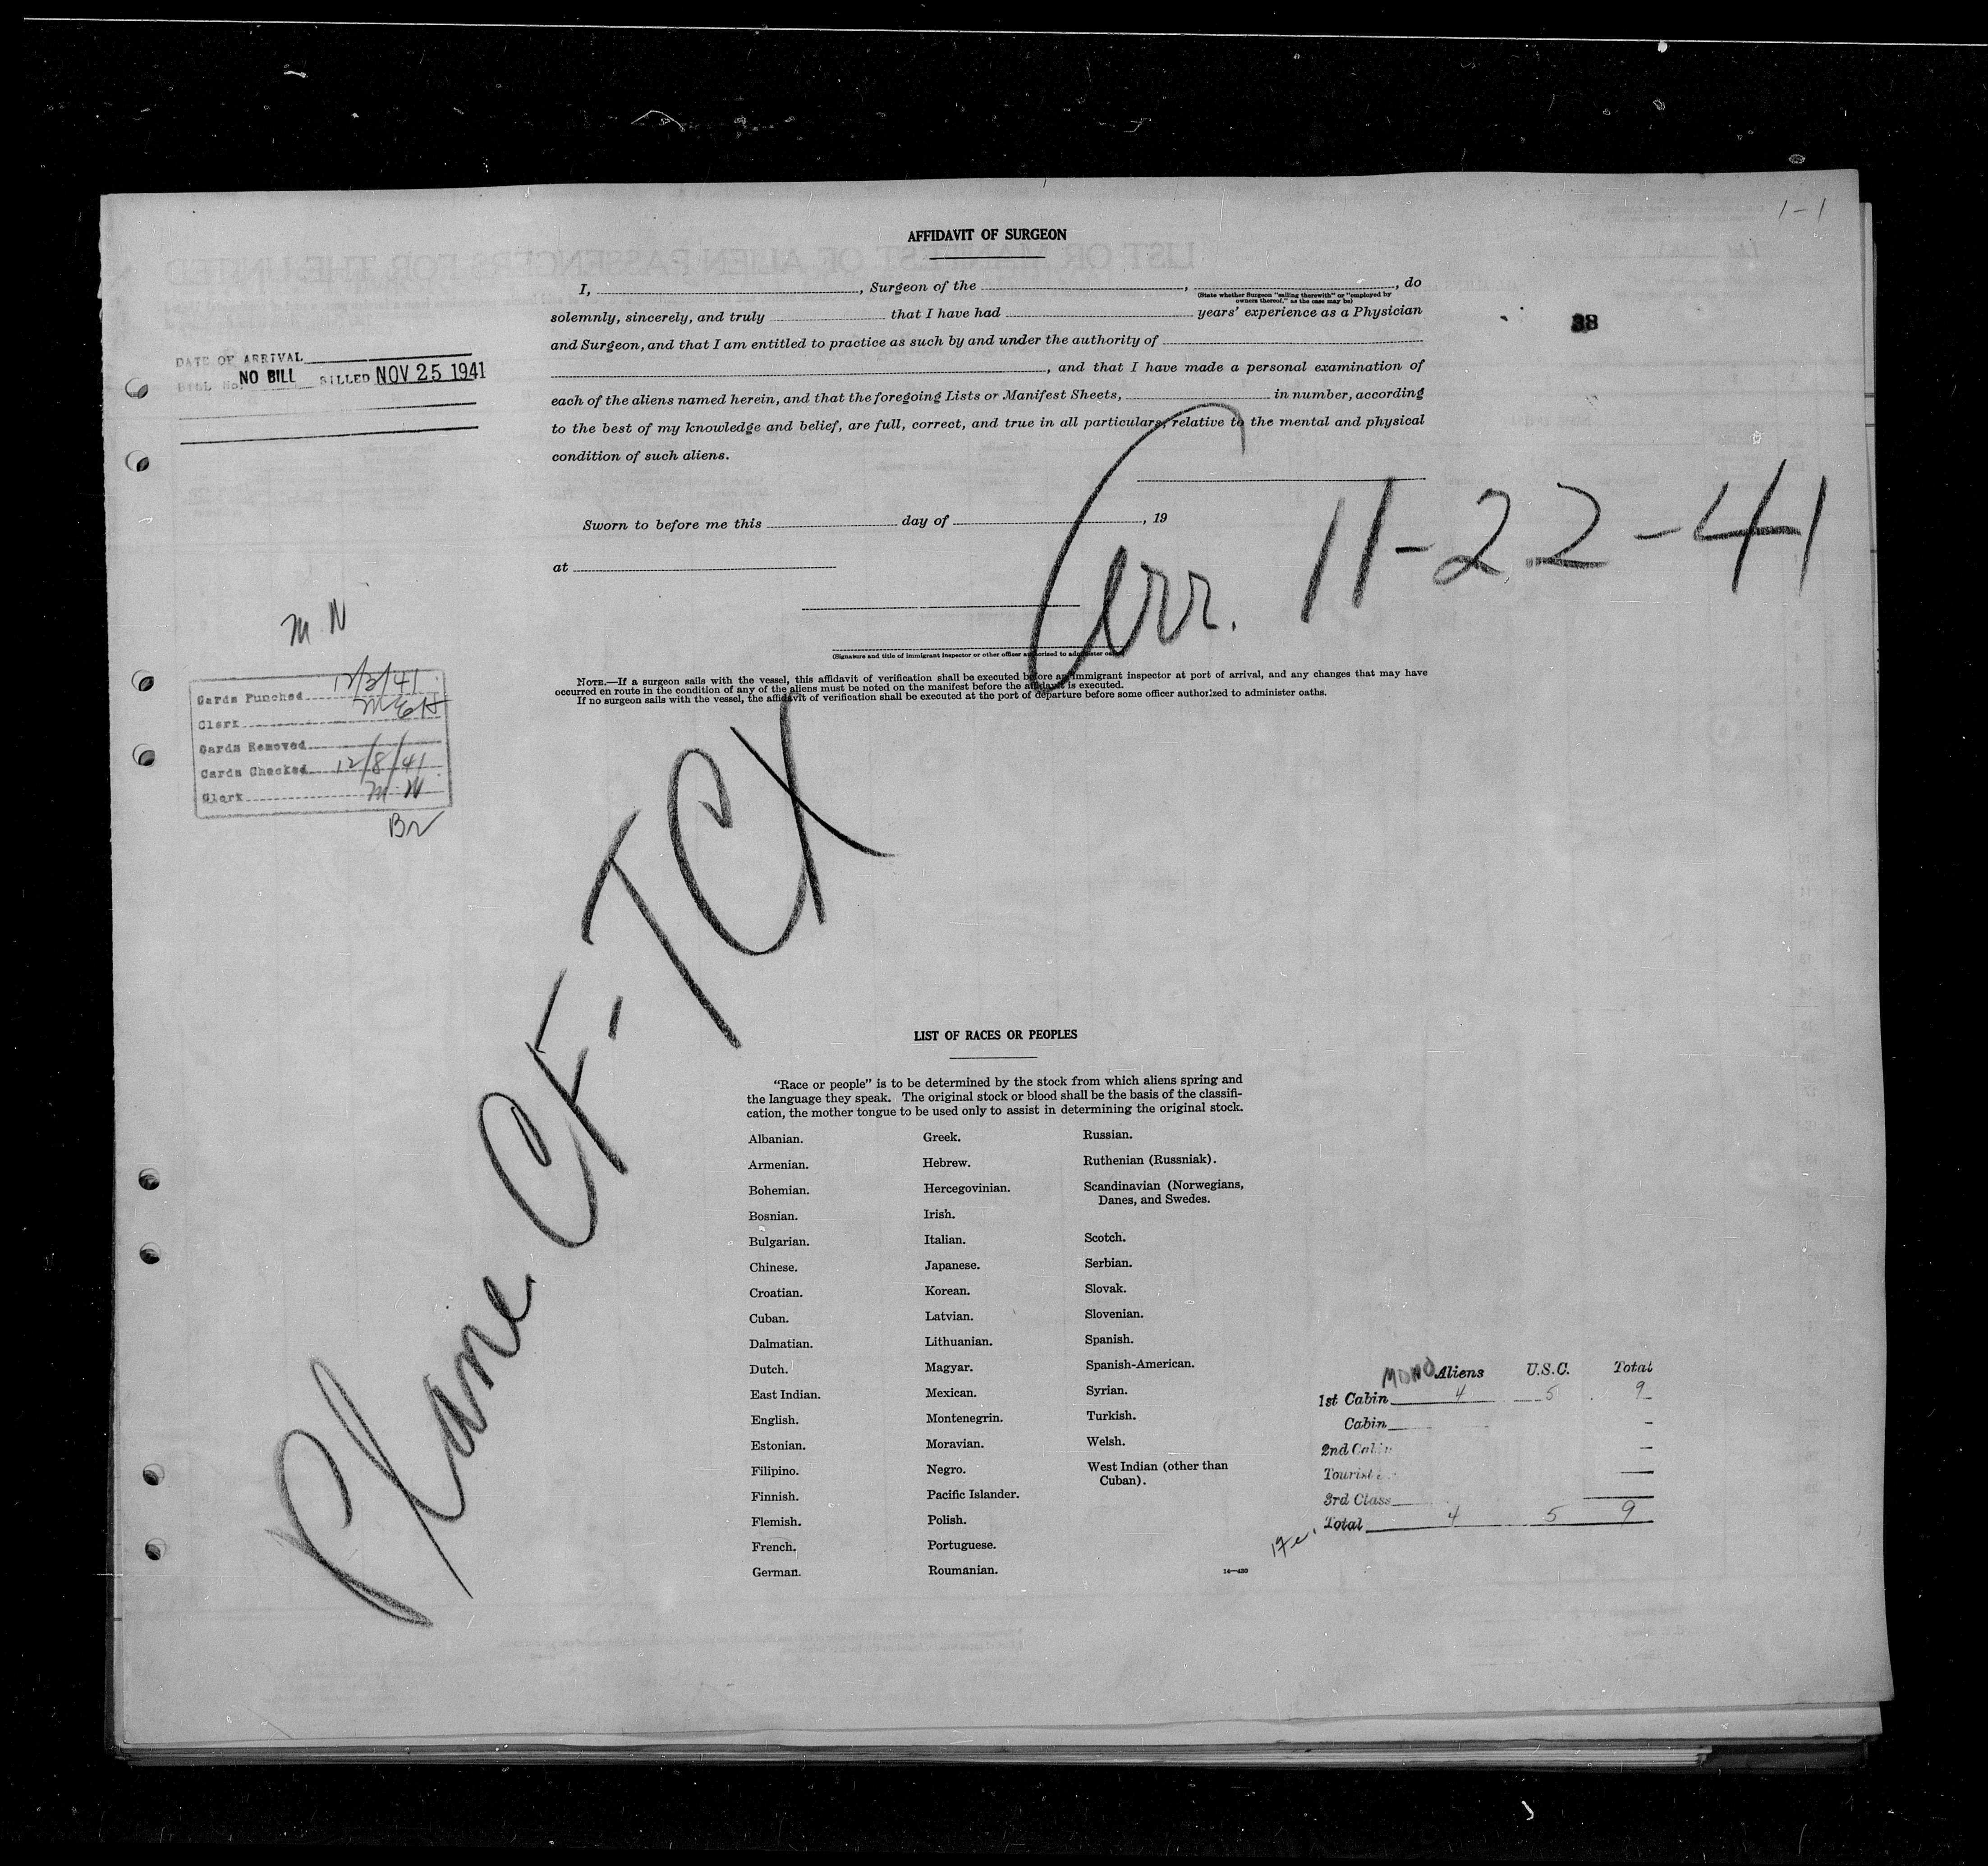 1-1
AFFIDAVIT OF SURGEON
I, , Surgeon of the , , do
(State whether Surgeon "sailing therewith" or "employed by
owners thereof," as the case may be)
solemnly, sincerely, and truly that I have had years' experience as a Physician
38
and Surgeon, and that I am entitled to practice as such by and under the authority of
, and that I have made a personal examination of
each of the aliens named herein, and that the foregoing Lists or Manifest Sheets, in number, according
to the best of my knowledge and belief, are full, correct, and true in all particulars, relative to the mental and physical
condition of such aliens.
DATE OF ARRIVAL
BILL No. NO BILL BILLED NOV 25 1941
Sworn to before me this day of , 19
at
Arr. 11-22-41
(Signature and title of immigrant inspector or other officer authorized to administer oaths)
NOTE.—If a surgeon sails with the vessel, this affidavit of verification shall be executed before an immigrant inspector at port of arrival, and any changes that may have
occurred en route in the condition of any of the aliens must be noted on the manifest before the affidavit is executed.
If no surgeon sails with the vessel, the affidavit of verification shall be executed at the port of departure before some officer authorized to administer oaths.
M N
Cards Punched 12/3/41
Clerk MEH
Cards Removed
Cards Checked 12/8/41
Clerk M N
Plane CF-TCX
LIST OF RACES OR PEOPLES
"Race or people" is to be determined by the stock from which aliens spring and
the language they speak. The original stock or blood shall be the basis of the classifi-
cation, the mother tongue to be used only to assist in determining the original stock.
Albanian.
Armenian.
Bohemian.
Bosnian.
Bulgarian.
Chinese.
Croatian.
Cuban.
Dalmatian.
Dutch.
East Indian.
English.
Estonian.
Filipino.
Finnish.
Flemish.
French.
German.
Greek.
Hebrew.
Hercegovinian.
Irish.
Italian.
Japanese.
Korean.
Latvian.
Lithuanian.
Magyar.
Mexican.
Montenegrin.
Moravian.
Negro.
Pacific Islander.
Polish.
Portuguese.
Roumanian.
Russian.
Ruthenian (Russniak).
Scandinavian (Norwegians,
Danes, and Swedes.
Scotch.
Serbian.
Slovak.
Slovenian.
Spanish.
Spanish-American.
Syrian.
Turkish.
Welsh.
West Indian (other than
Cuban).
14—430
Aliens U.S.C. Total
1st Cabin 4 5 9
Cabin -
2nd Cabin -
Tourist
3rd Class
Total 4 5 9